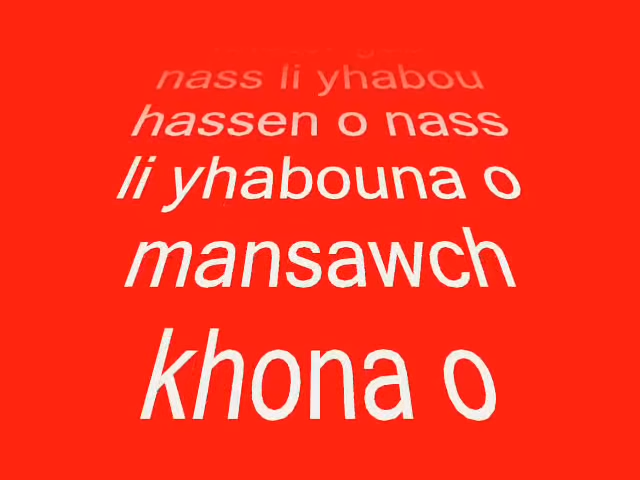 nass li yhabou
hassen o nass
li yhabouna o
mansawch
khona o